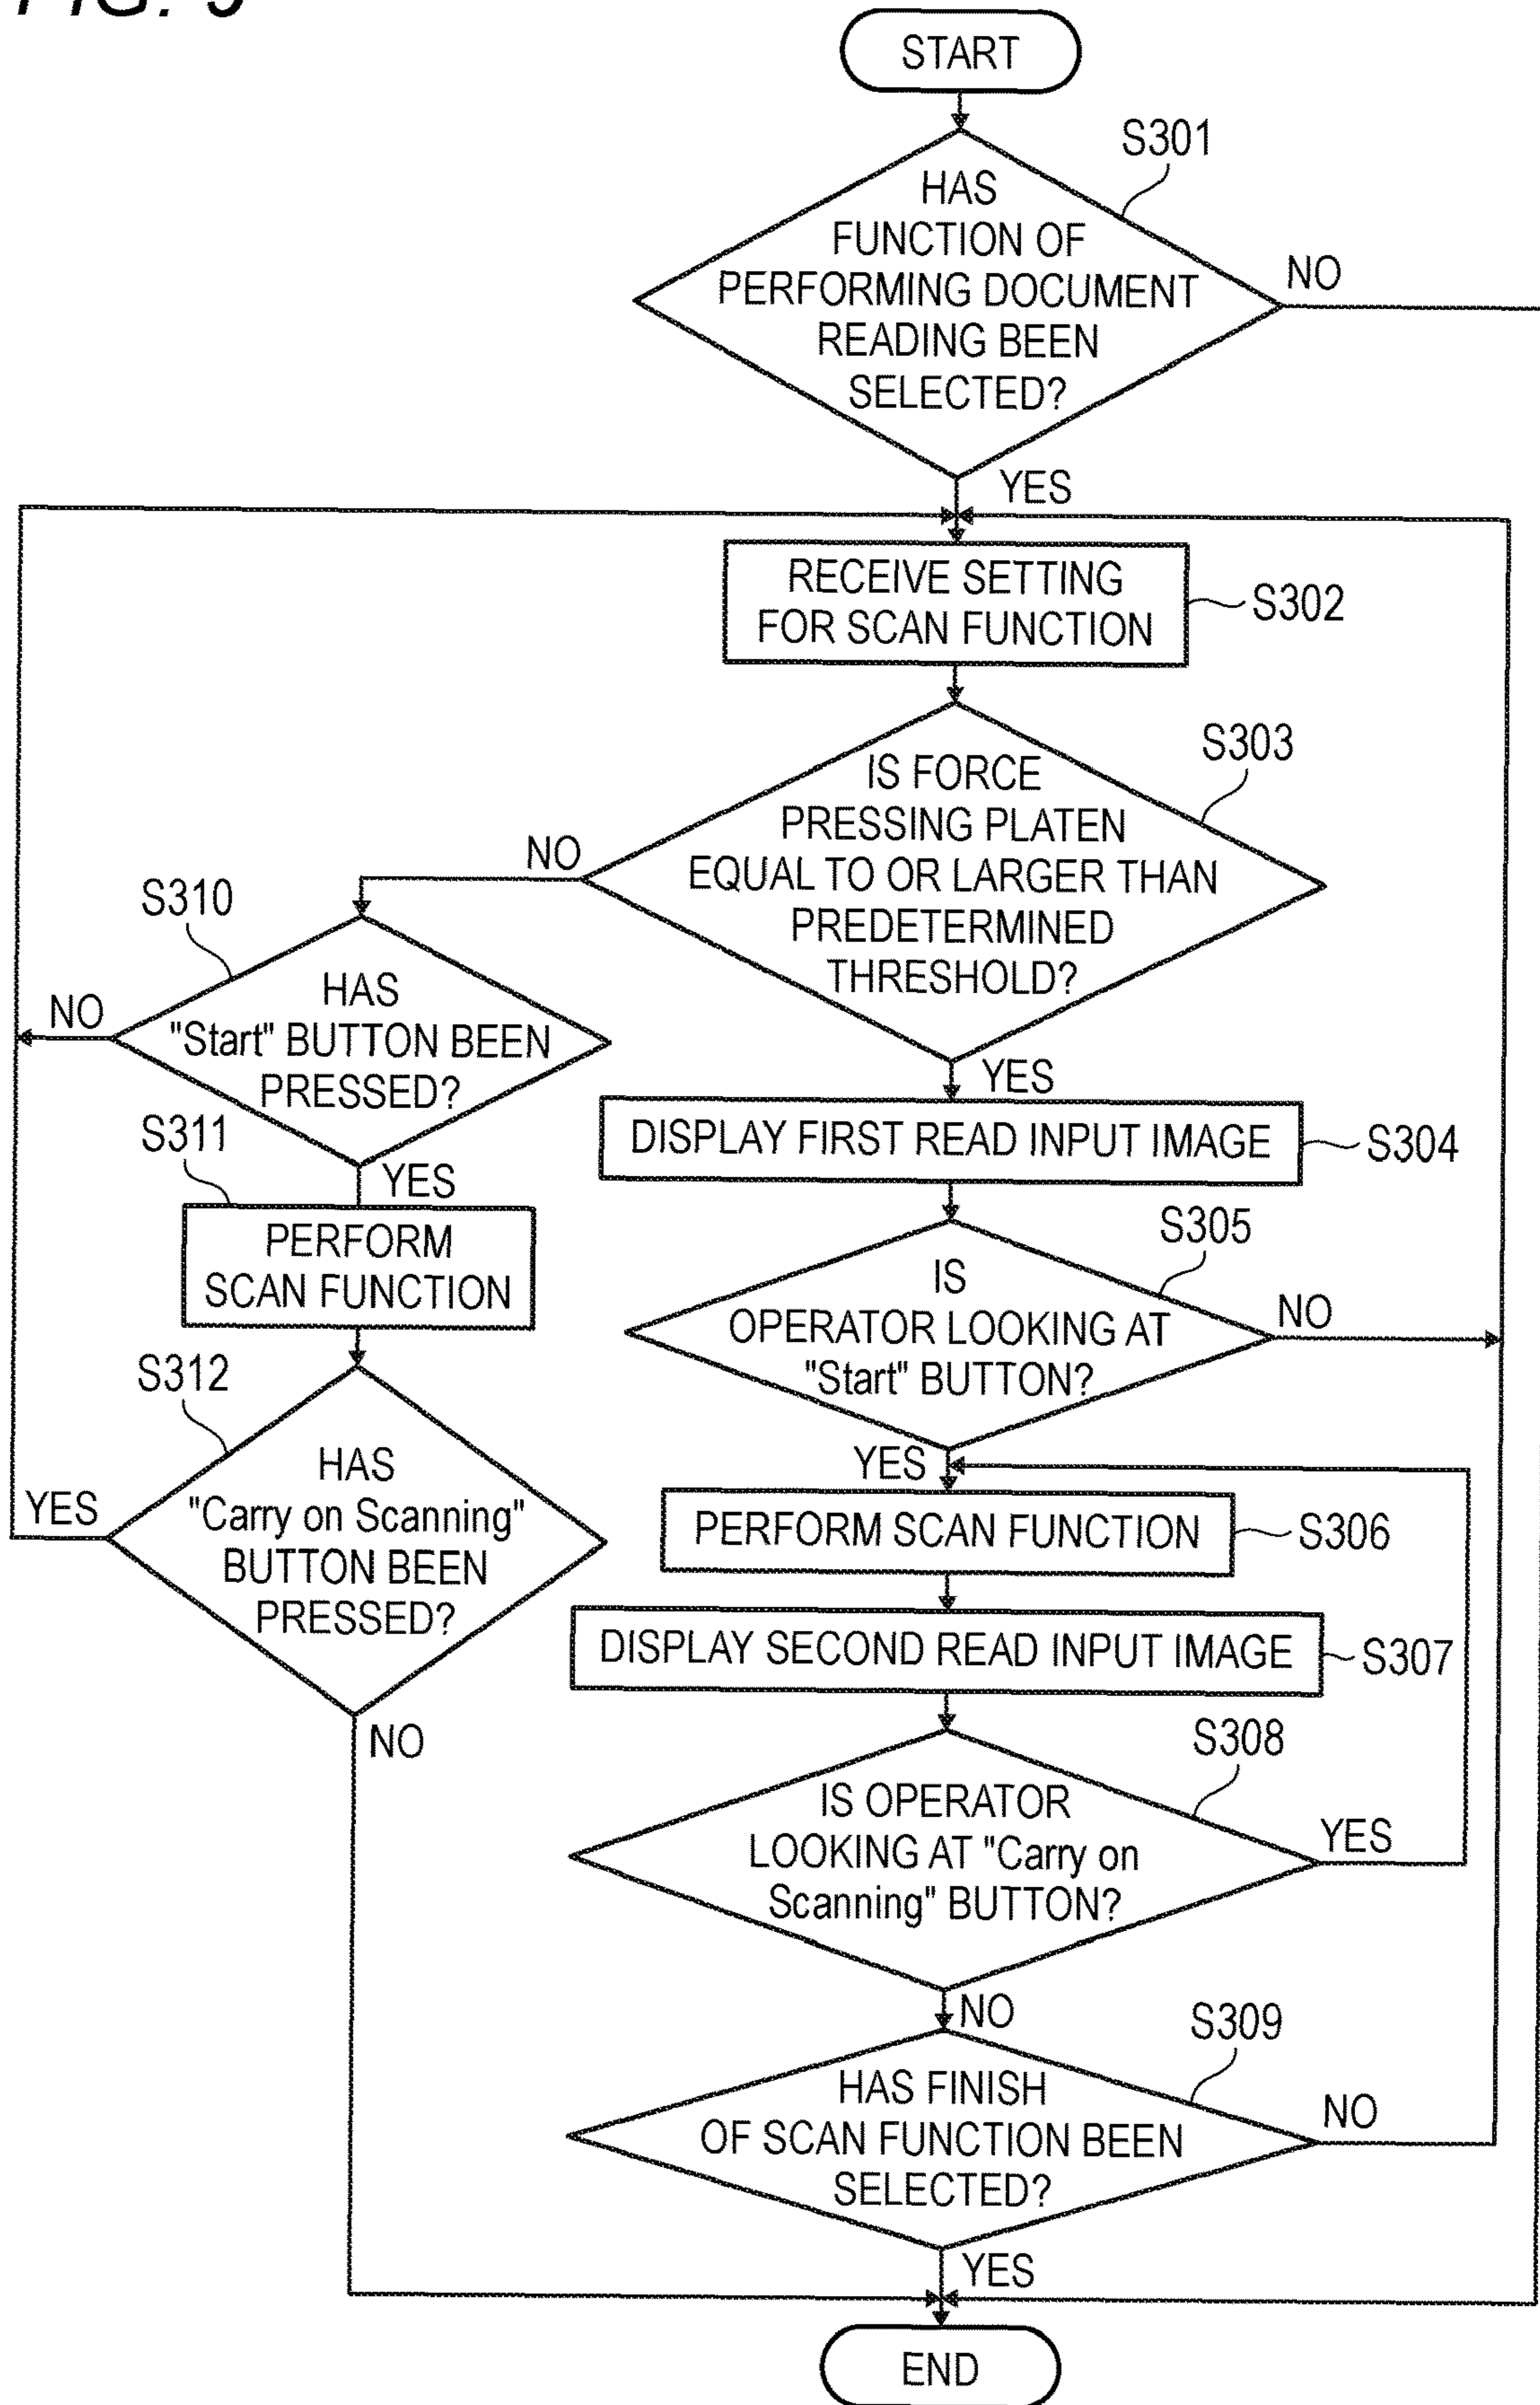 START
S301
HAS
FUNCTION OF
PERFORMING DOCUMENT
READING BEEN
SELECTED?
NO
YES
RECEIVE SETTING
FOR SCAN FUNCTION
S302
S303
IS FORCE
PRESSING PLATEN
EQUAL TO OR LARGER THAN
PREDETERMINED
THRESHOLD?
NO
YES
S310
HAS
"Start" BUTTON BEEN
PRESSED?
NO
YES
S311
PERFORM
SCAN FUNCTION
S312
HAS
"Carry on Scanning"
BUTTON BEEN
PRESSED?
YES
NO
DISPLAY FIRST READ INPUT IMAGE
S304
S305
IS
OPERATOR LOOKING AT
"Start" BUTTON?
NO
YES
PERFORM SCAN FUNCTION
S306
DISPLAY SECOND READ INPUT IMAGE
S307
S308
IS OPERATOR
LOOKING AT "Carry on
Scanning" BUTTON?
YES
NO
S309
HAS FINISH
OF SCAN FUNCTION BEEN
SELECTED?
NO
YES
END